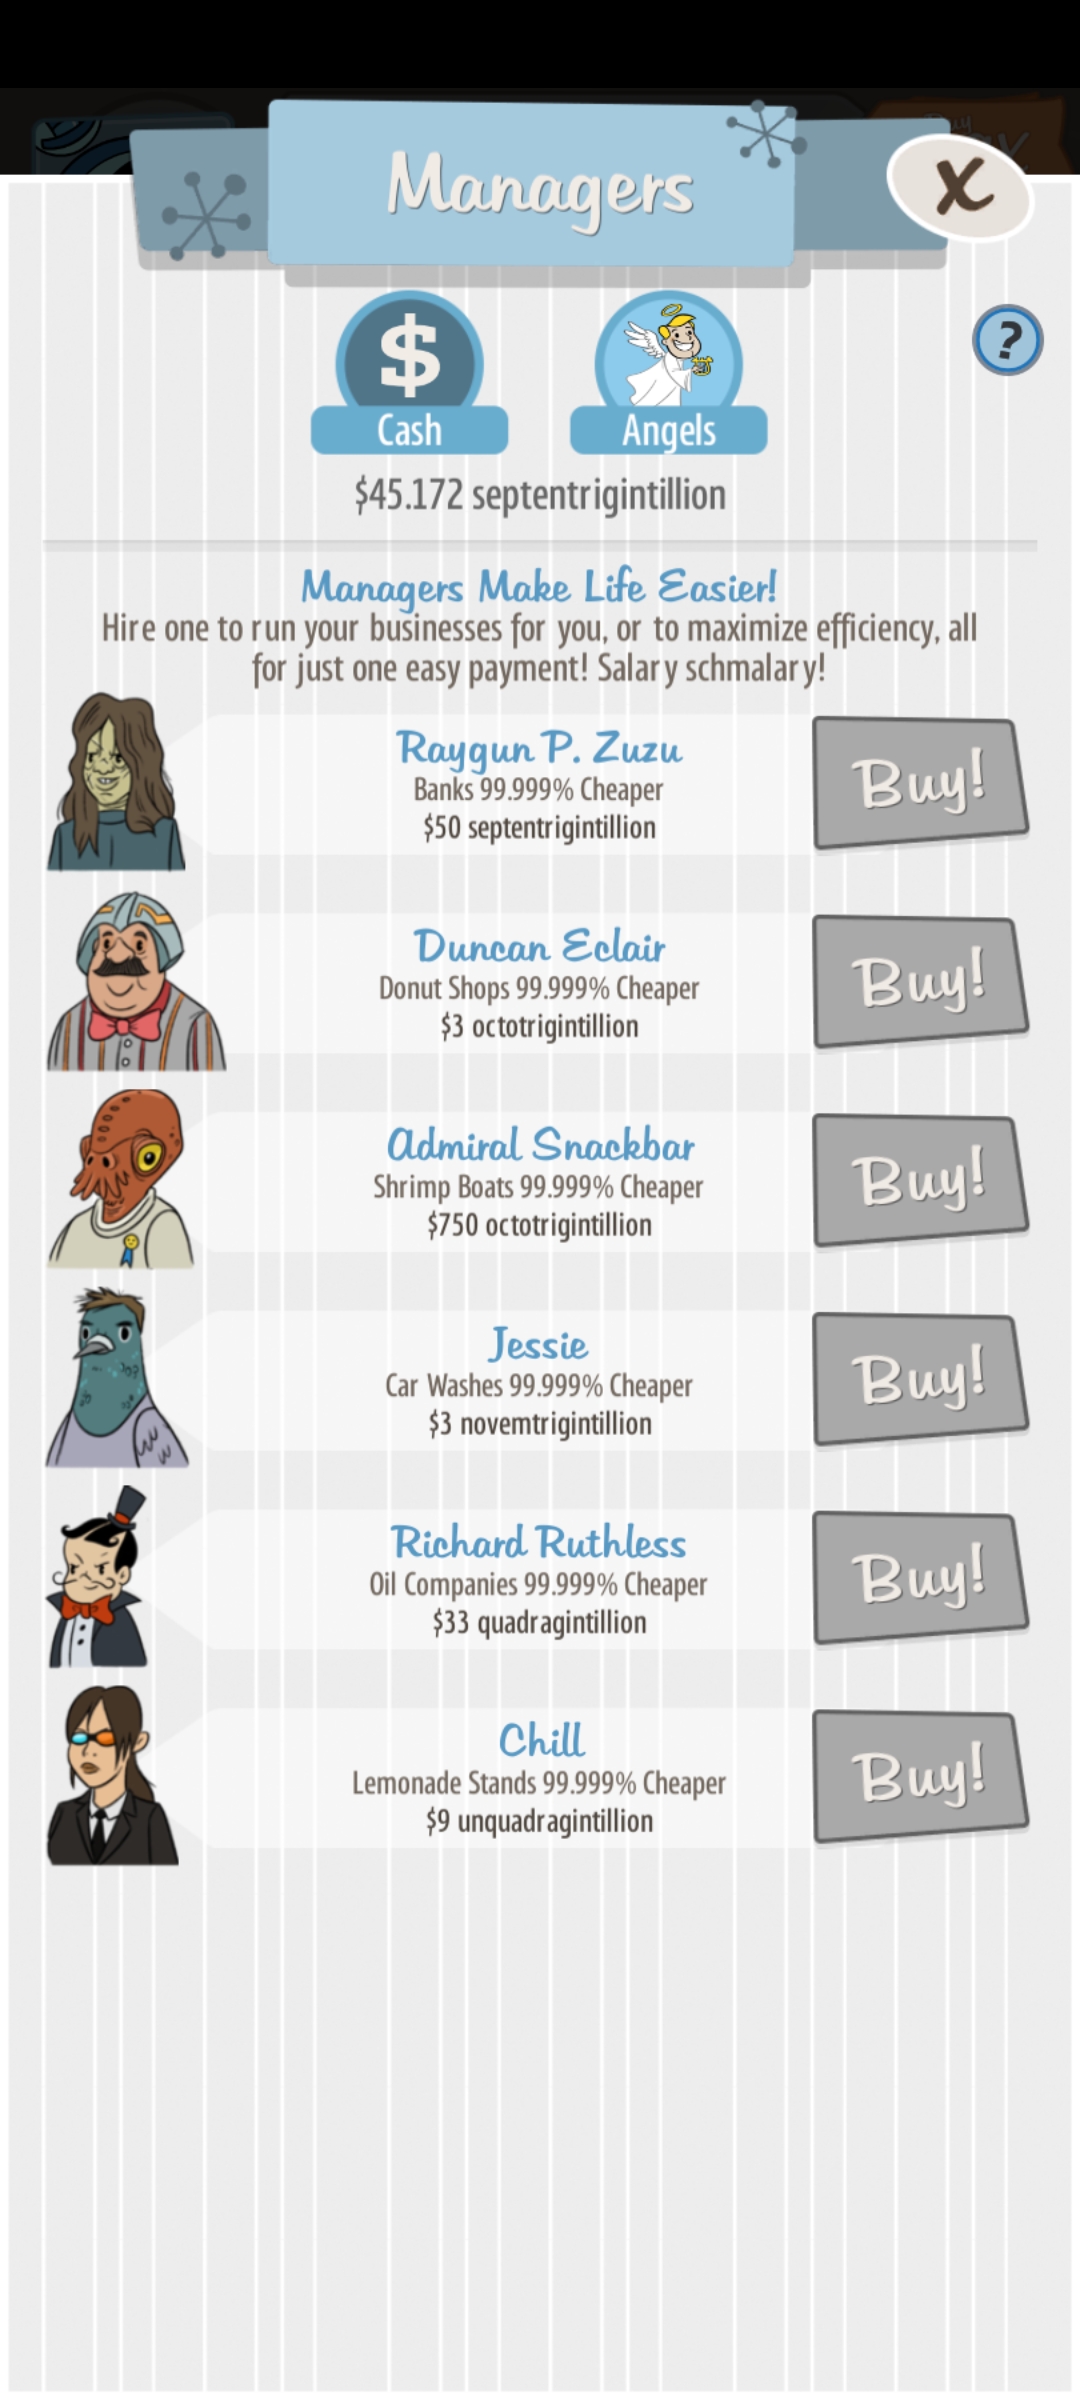 Managers
X
$
?
Cash
Angels
$45.172 septentrigintillion
Managers Make Life Easier!
Hire one to run your businesses for you, or to maximize efficiency, all
for just one easy payment! Salary schmalary!
Raygun P. Zuzu
Banks 99.999% Cheaper
$50 septentrigintillion
Buy!
Duncan Eclair
Donut Shops 99.999% Cheaper
$3 octotrigintillion
Buy!
Admiral Snackbar
Shrimp Boats 99.999% Cheaper
$750 octotrigintillion
Buy!
Jessie
Car Washes 99.999% Cheaper
$3 novemtrigintillion
Buy!
Richard Ruthless
Oil Companies 99.999% Cheaper
$33 quadragintillion
Buy!
Chill
Lemonade Stands 99.999% Cheaper
$9 unquadragintillion
Buy!